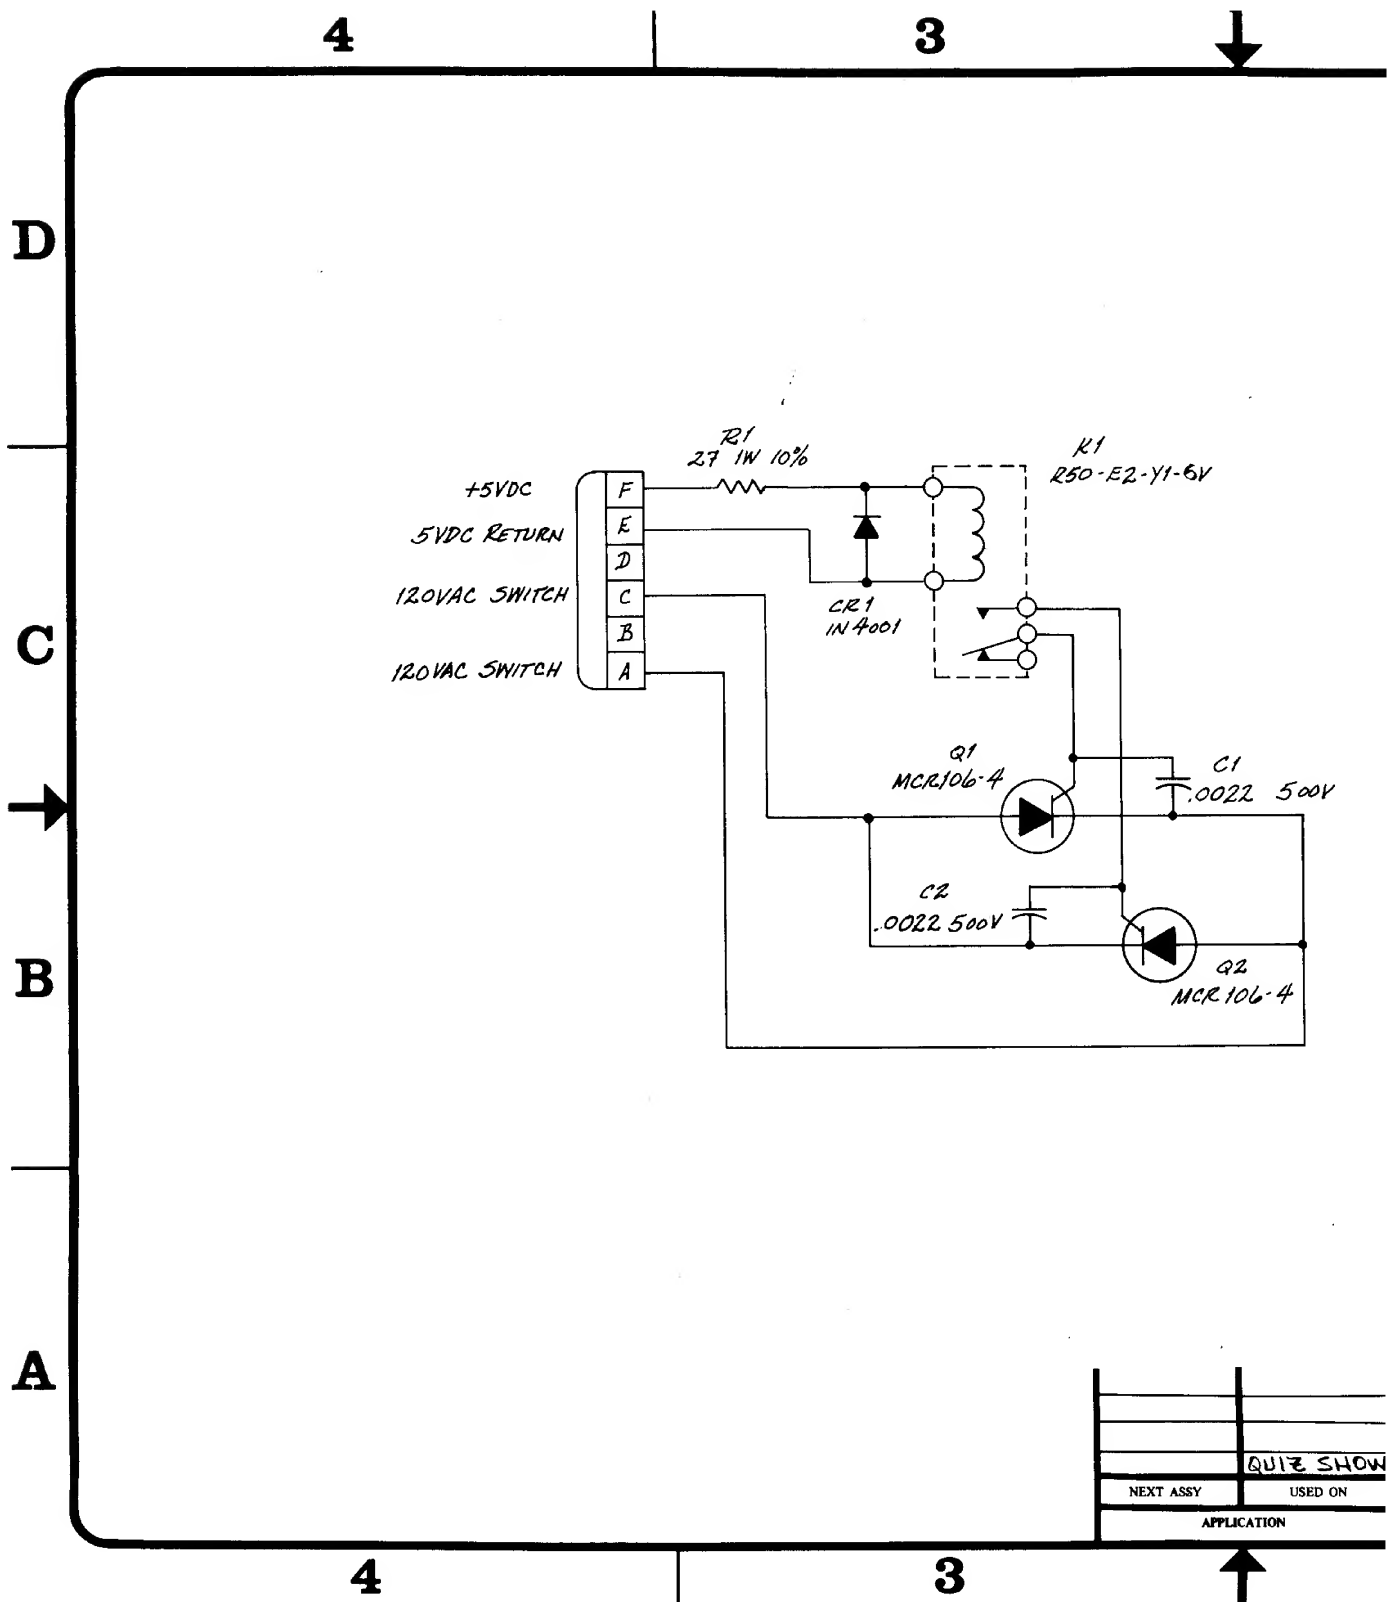 4 3
D
C
B
A
R1
27 1W 10%
K1
R50-E2-Y1-6V
+5VDC
F
5VDC RETURN
E
D
120VAC SWITCH
C
B
120VAC SWITCH
A
CR1
1N4001
Q1
MCR106-4
C1
.0022 500V
C2
.0022 500V
Q2
MCR106-4
QUIZ SHOW
NEXT ASSY USED ON
APPLICATION
4 3